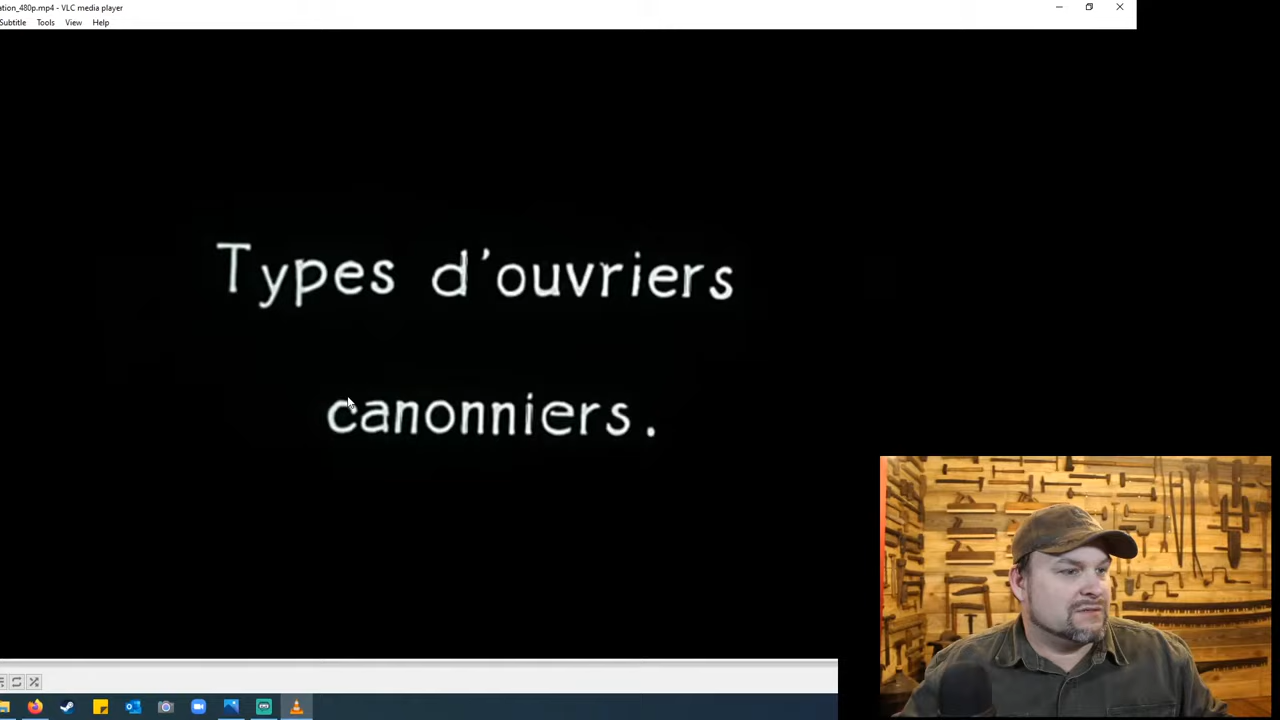 ation_480p.mp4 - VLC media player
Subtitle Tools View Help
Types d'ouvriers
canonniers.